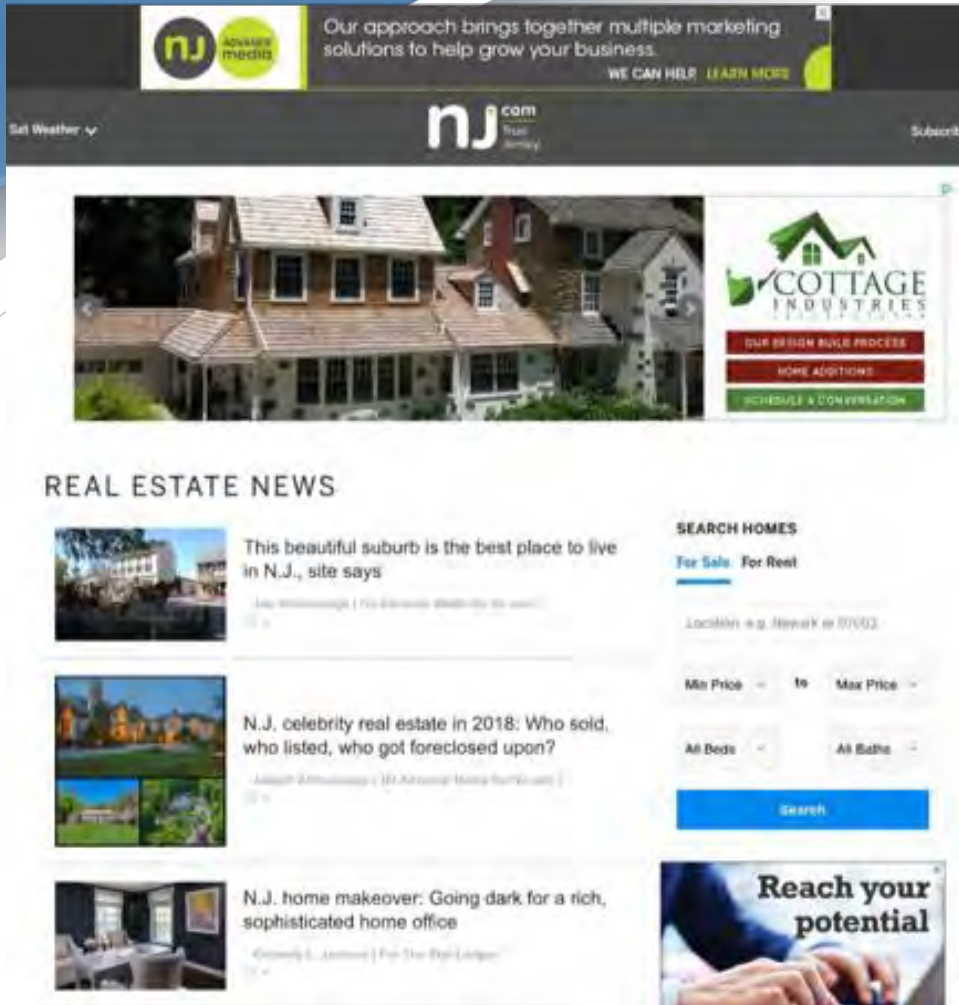 nj
ADVANCE
media
Our approach brings together multiple marketing
solutions to help grow your business.
WE CAN HELP. LEARN MORE
Set Weather
nj
.com
True
Jersey
Subscrib
COTTAGE
INDUSTRIES
OUR DESIGN BUILD PROCESS
HOME ADDITIONS
SCHEDULE A CONVERSATION
REAL ESTATE NEWS
This beautiful suburb is the best place to live
in N.J., site says
N.J. celebrity real estate in 2018: Who sold,
who listed, who got foreclosed upon?
N.J. home makeover: Going dark for a rich,
sophisticated home office
SEARCH HOMES
For Sale For Rent
Location e.g. Newark or
Min Price to Max Price
All Beds All Baths
Search
Reach your
potential